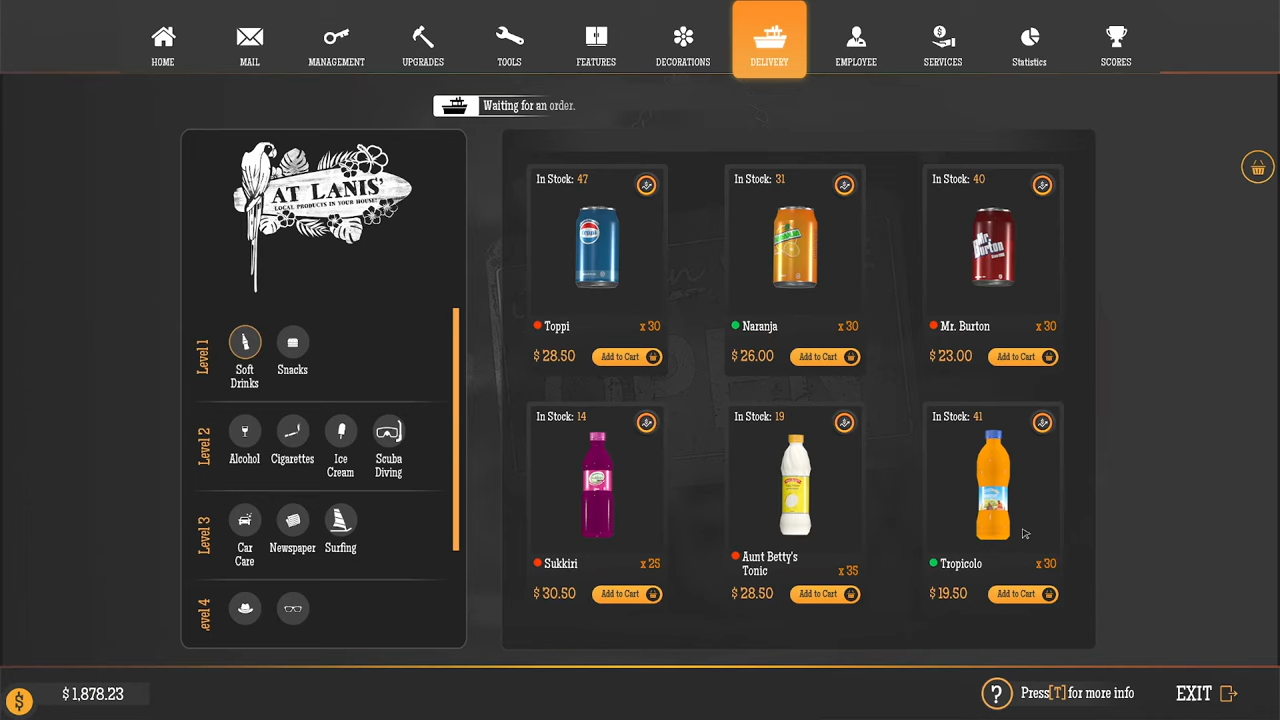 HOME
MAIL
MANAGEMENT
UPGRADES
TOOLS
FEATURES
DECORATIONS
DELIVERY
EMPLOYEE
SERVICES
Statistics
SCORES
Waiting for an order.
AT LANIS'
LOCAL PRODUCTS IN YOUR HOUSE!
Level 1
Soft
Drinks
Snacks
Level 2
Alcohol
Cigarettes
Ice
Cream
Scuba
Diving
Level 3
Car
Care
Newspaper
Surfing
evel 4
In Stock: 47
Toppi
x 30
$ 28.50
Add to Cart
In Stock: 31
Naranja
x 30
$ 26.00
Add to Cart
In Stock: 40
Mr.
Burton
Mr. Burton
x 30
$ 23.00
Add to Cart
In Stock: 14
Sukkiri
x 25
$ 30.50
Add to Cart
In Stock: 19
Aunt Betty's
Tonic
x 35
$ 28.50
Add to Cart
In Stock: 41
Tropicolo
x 30
$ 19.50
Add to Cart
$
$ 1,878.23
?
Press[T] for more info
EXIT